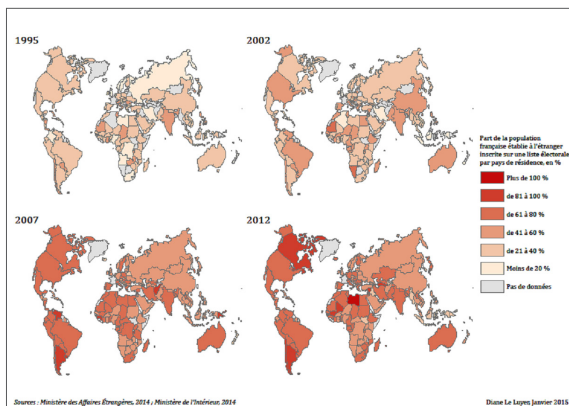 1995
2002
Part de la population
française établie à l'étranger
inscrite sur une liste électorale
par pays de résidence, en %
Plus de 100 %
de 81 à 100 %
de 61 à 80 %
de 41 à 60 %
de 21 à 40 %
Moins de 20 %
Pas de données
2007
2012
Sources : Ministère des Affaires Étrangères, 2014 ; Ministère de l'Intérieur, 2014
Diane Le Luyen Janvier 2015